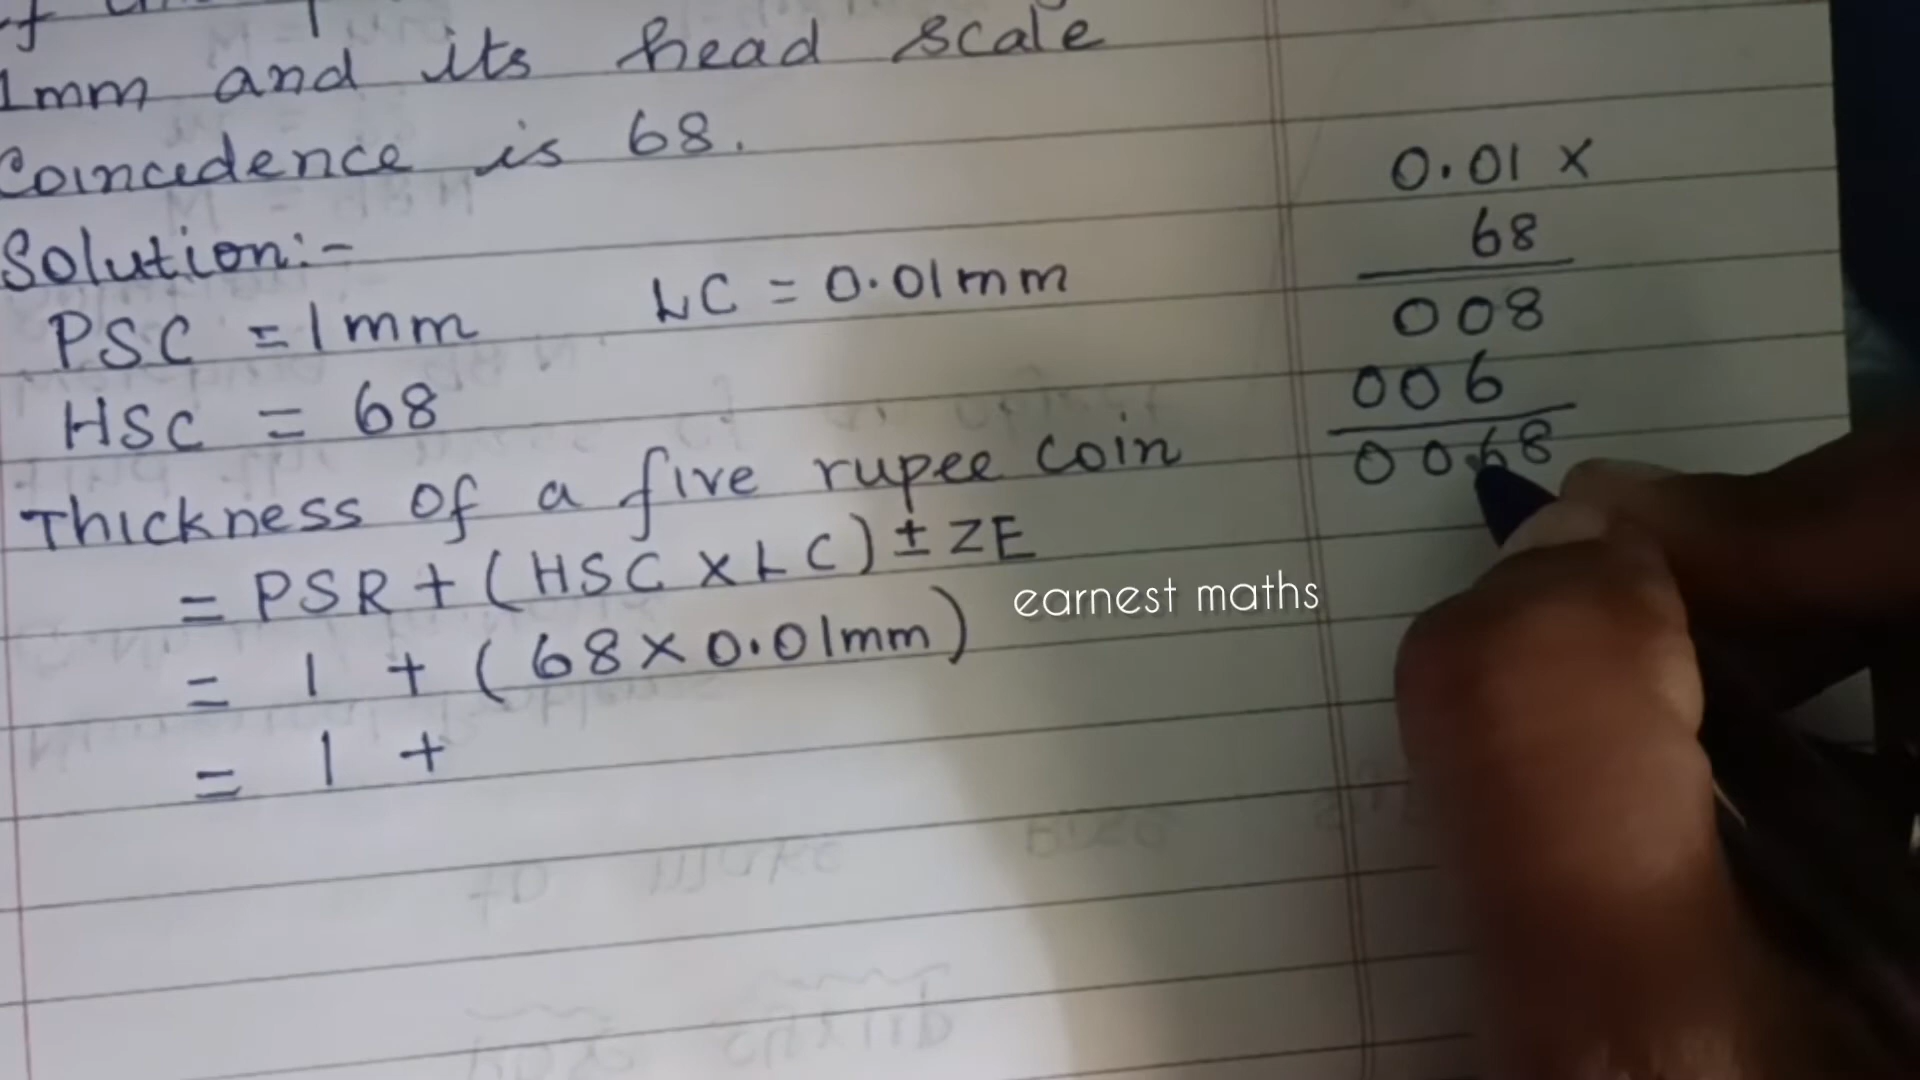 1mm and its head scale
Coincidence is 68.
Solution:-
PSC = 1mm LC = 0.01mm
HSC = 68
Thickness of a five rupee coin
= PSR + (HSC X LC) ± ZE
= 1 + (68 X 0.01mm)
= 1 +
0.01 X
68
008
006
0068
earnest maths